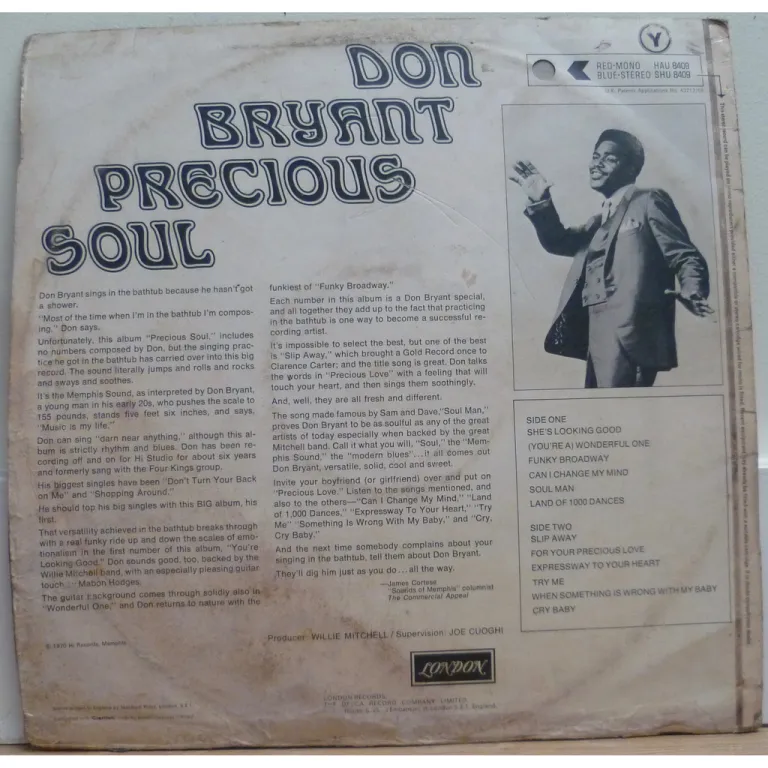 DON
BRYANT
PRECIOUS
SOUL
Y
RED-MONO HAU 8409
BLUE-STEREO SHU 8409
Don Bryant sings in the bathtub because he hasn't got
a shower.
"Most of the time when I'm in the bathtub I'm compos-
ing," Don says.
Unfortunately, this album "Precious Soul," includes
no numbers composed by Don, but the singing prac-
tice he got in the bathtub has carried over into this big
record. The sound literally jumps and rolls and rocks
and sways and soothes.
It's the Memphis Sound, as interpreted by Don Bryant,
a young man in his early 20s, who pushes the scale to
155 pounds, stands five feet six inches, and says,
"Music is my life."
Don can sing "darn near anything," although this al-
bum is strictly rhythm and blues. Don has been re-
cording off and on for Hi Studio for about six years
and formerly sang with the Four Kings group.
His biggest singles have been "Don't Turn Your Back
on Me" and "Shopping Around."
He should top his big singles with this BIG album, his
first.
That versatility achieved in the bathtub breaks through
with a real funky ride up and down the scales of emo-
tionalism in the first number of this album, "You're
Looking Good." Don sounds good, too, backed by the
Willie Mitchell band, with an especially pleasing guitar
touch... Mabon Hodges.
The guitar background comes through solidly also in
"Wonderful One," and Don returns to nature with the
funkiest of "Funky Broadway."
Each number in this album is a Don Bryant special,
and all together they add up to the fact that practicing
in the bathtub is one way to become a successful re-
cording artist.
It's impossible to select the best, but one of the best
is "Slip Away," which brought a Gold Record once to
Clarence Carter; and the title song is great. Don talks
the words in "Precious Love" with a feeling that will
touch your heart, and then sings them soothingly.
And, well, they are all fresh and different.
The song made famous by Sam and Dave,"Soul Man,"
proves Don Bryant to be as soulful as any of the great
artists of today especially when backed by the great
Mitchell band. Call it what you will, "Soul," the "Mem-
phis Sound," the "modern blues"...it all comes out
Don Bryant, versatile, solid, cool and sweet.
Invite your boyfriend (or girlfriend) over and put on
"Precious Love." Listen to the songs mentioned, and
also to the others—"Can I Change My Mind," "Land
of 1,000 Dances," "Expressway To Your Heart," "Try
Me" "Something Is Wrong With My Baby," and "Cry,
Cry Baby."
And the next time somebody complains about your
singing in the bathtub, tell them about Don Bryant.
They'll dig him just as you do...all the way.
—James Cortese
"Sounds of Memphis" columnist
The Commercial Appeal
SIDE ONE
SHE'S LOOKING GOOD
(YOU'RE A) WONDERFUL ONE
FUNKY BROADWAY
CAN I CHANGE MY MIND
SOUL MAN
LAND OF 1000 DANCES
SIDE TWO
SLIP AWAY
FOR YOUR PRECIOUS LOVE
EXPRESSWAY TO YOUR HEART
TRY ME
WHEN SOMETHING IS WRONG WITH MY BABY
CRY BABY
Producer: WILLIE MITCHELL / Supervision: JOE CUOGHI
Hi Records, Memphis
LONDON
LONDON RECORDS
THE DECCA RECORD COMPANY LIMITED